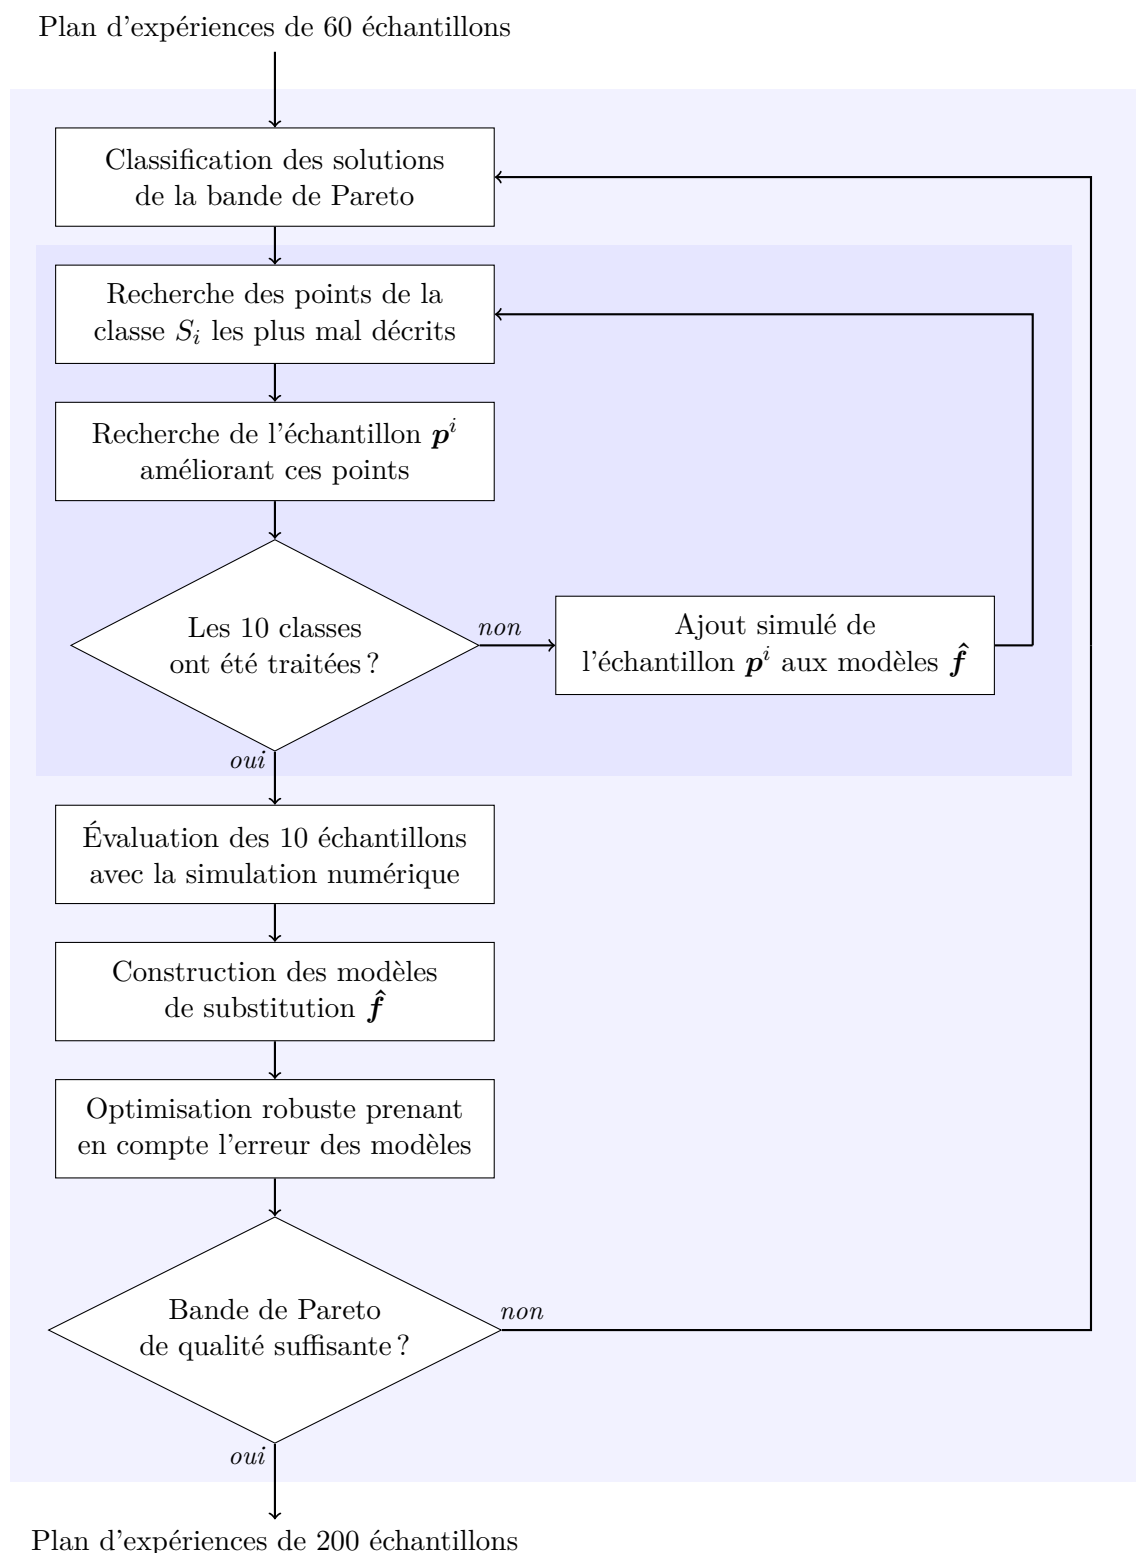 Plan d'expériences de 60 échantillons
Classification des solutions
de la bande de Pareto
Recherche des points de la
classe Sᵢ les plus mal décrits
Recherche de l'échantillon pⁱ
améliorant ces points
Les 10 classes
ont été traitées ?
non
Ajout simulé de
l'échantillon pⁱ aux modèles f̂
oui
Évaluation des 10 échantillons
avec la simulation numérique
Construction des modèles
de substitution f̂
Optimisation robuste prenant
en compte l'erreur des modèles
Bande de Pareto
de qualité suffisante ?
non
oui
Plan d'expériences de 200 échantillons